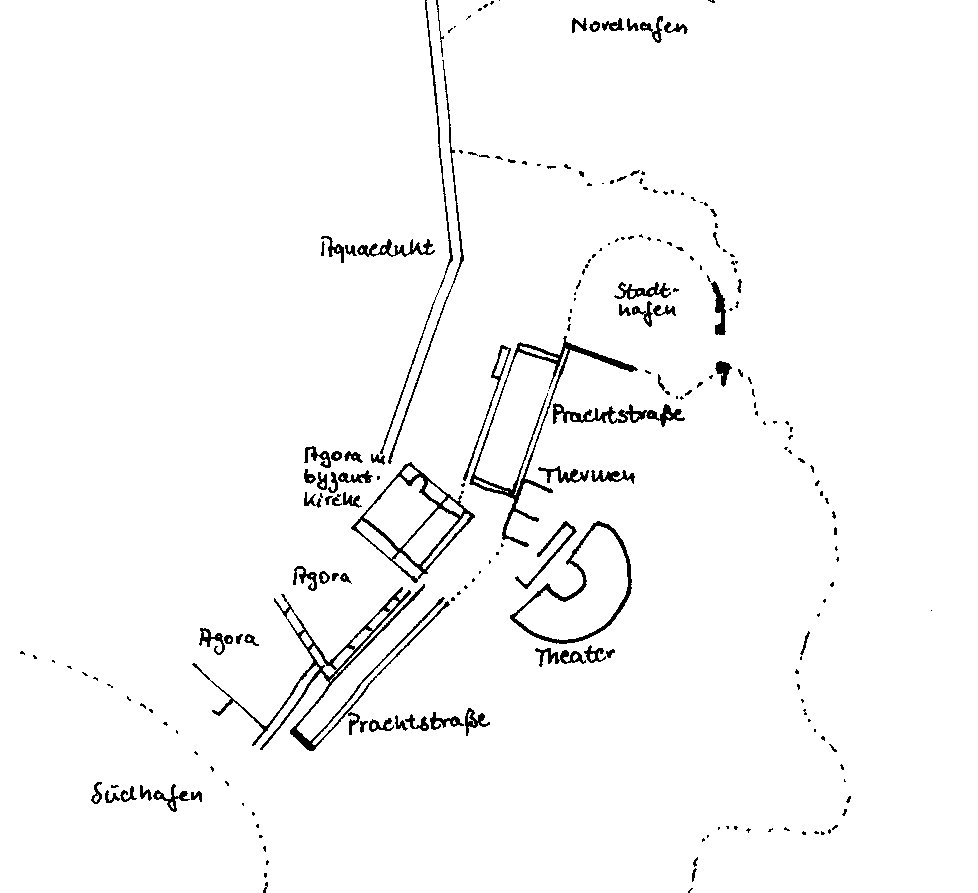 Nordhafen
Aquaedukt
Stadt-
hafen
Prachtstraße
Agora m.
byzant.
Kirche
Thermen
Agora
Agora
Theater
Prachtstraße
Südhafen